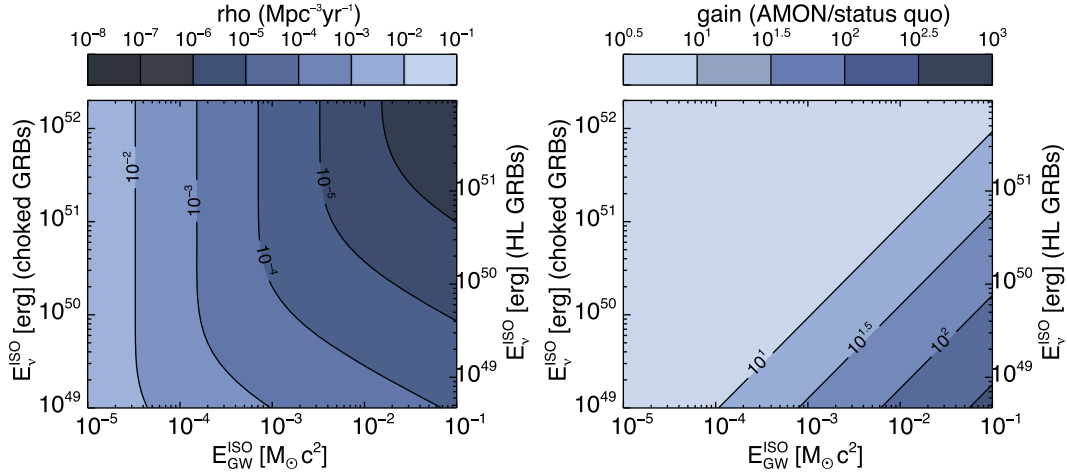 rho (Mpc⁻³yr⁻¹)
10⁻⁸ 10⁻⁷ 10⁻⁶ 10⁻⁵ 10⁻⁴ 10⁻³ 10⁻² 10⁻¹
E_ν^ISO [erg] (choked GRBs)
10⁵²
10⁵¹
10⁵⁰
10⁴⁹
10⁻²
10⁻³
10⁻⁴
10⁻⁵
10⁵¹
10⁵⁰
10⁴⁹
E_ν^ISO [erg] (HL GRBs)
10⁻⁵ 10⁻⁴ 10⁻³ 10⁻² 10⁻¹
E_GW^ISO [M_⊙ c²]
gain (AMON/status quo)
10^0.5 10¹ 10^1.5 10² 10^2.5 10³
E_ν^ISO [erg] (choked GRBs)
10⁵²
10⁵¹
10⁵⁰
10⁴⁹
10¹
10^1.5
10²
10⁵¹
10⁵⁰
10⁴⁹
E_ν^ISO [erg] (HL GRBs)
10⁻⁵ 10⁻⁴ 10⁻³ 10⁻² 10⁻¹
E_GW^ISO [M_⊙ c²]